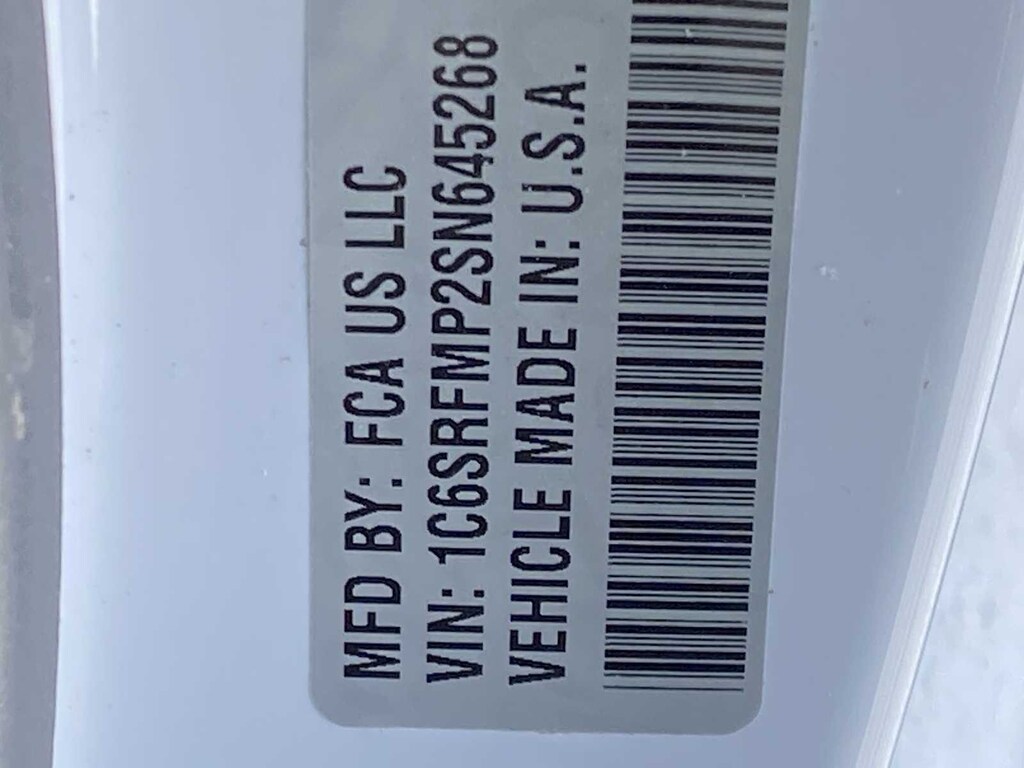 MFD BY: FCA US LLC
VIN: 1C6SRFMP2SN645268
VEHICLE MADE IN: U.S.A.